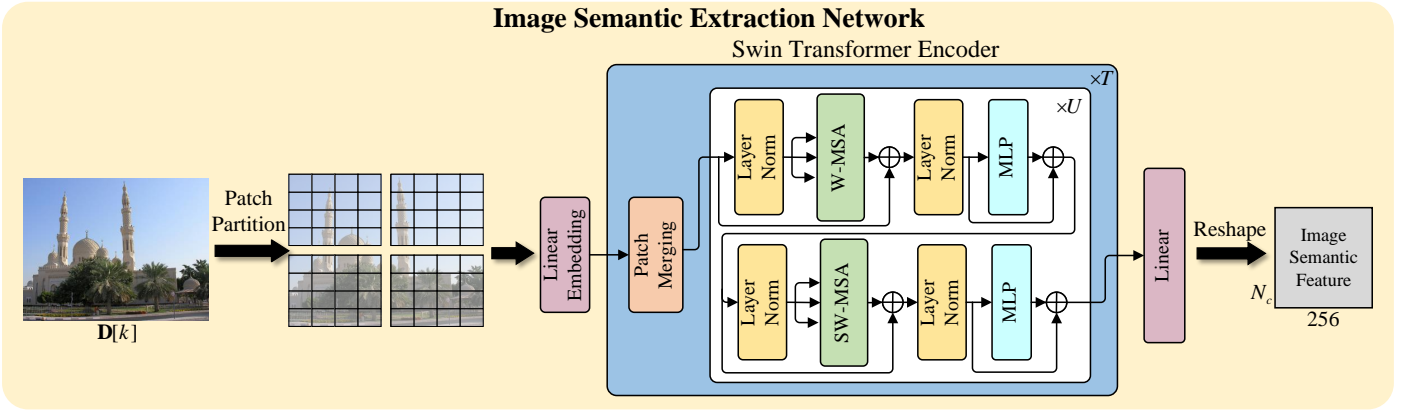 Image Semantic Extraction Network
Swin Transformer Encoder
×T
×U
D[k]
Patch
Partition
Linear
Embedding
Patch
Merging
Layer
Norm
W-MSA
Layer
Norm
MLP
Layer
Norm
SW-MSA
Layer
Norm
MLP
Linear
Reshape
Image
Semantic
Feature
N_c
256